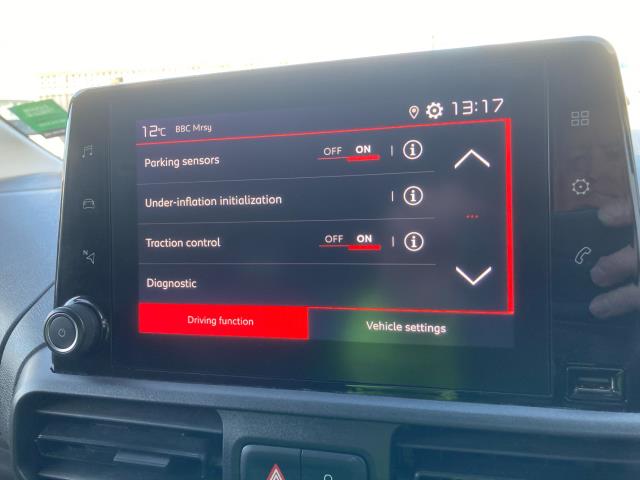 12°C BBC Mrsy 13:17
Parking sensors OFF ON
Under-inflation initialization
Traction control OFF ON
Diagnostic
Driving function Vehicle settings